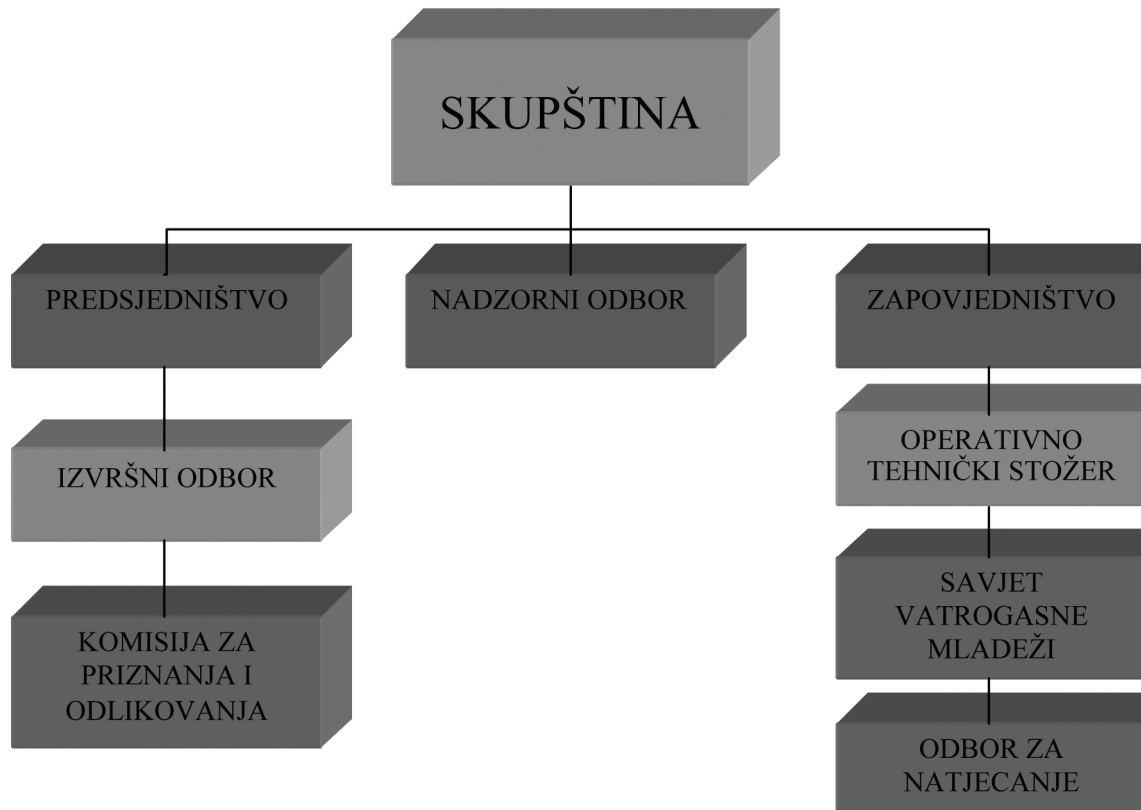 SKUPŠTINA
PREDSJEDNIŠTVO
NADZORNI ODBOR
ZAPOVJEDNIŠTVO
IZVRŠNI ODBOR
OPERATIVNO
TEHNIČKI STOŽER
KOMISIJA ZA
PRIZNANJA I
ODLIKOVANJA
SAVJET
VATROGASNE
MLADEŽI
ODBOR ZA
NATJECANJE